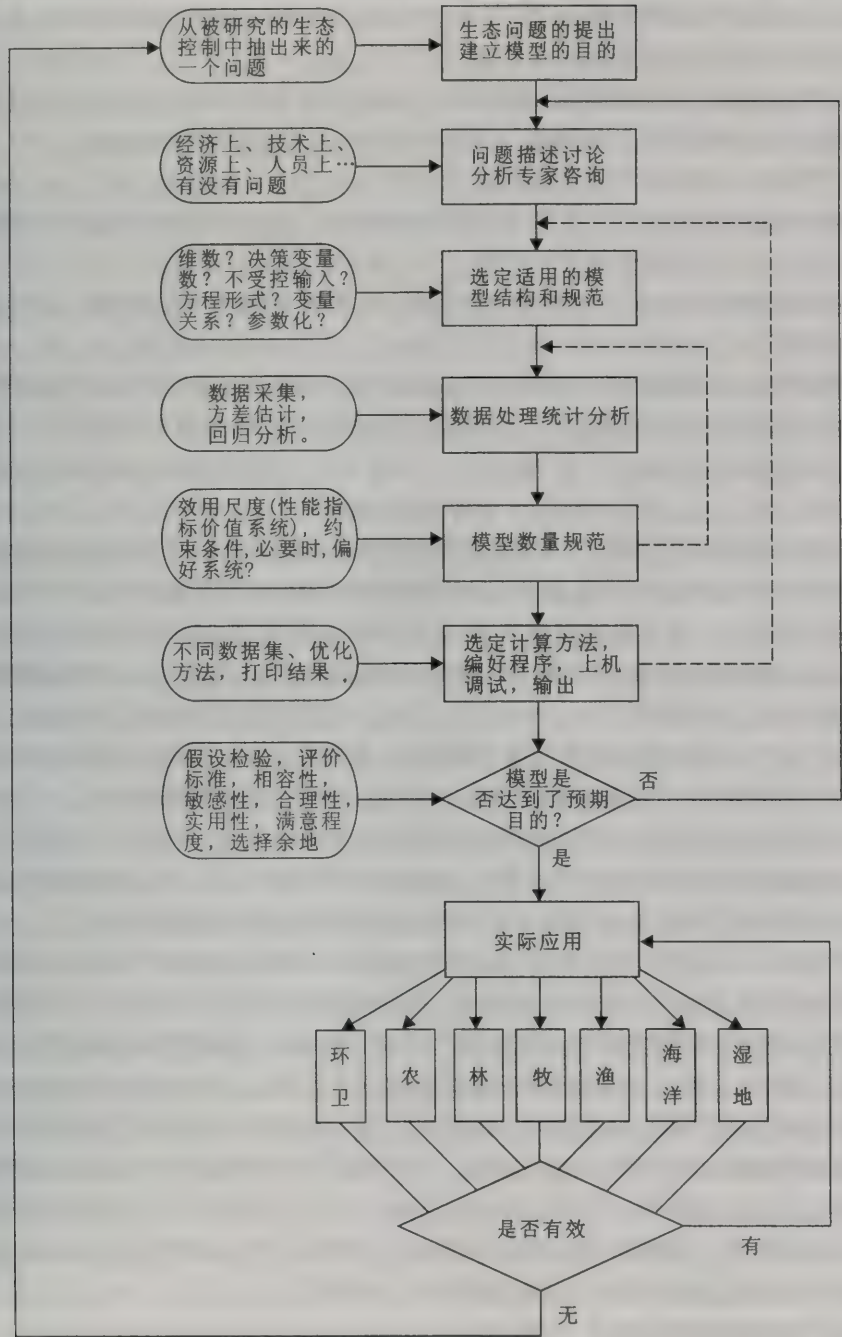 从被研究的生态
控制中抽出来的
一个问题
生态问题的提出
建立模型的目的
经济上、技术上、
资源上、人员上…
有没有问题
问题描述讨论
分析专家咨询
维数？决策变量
数？不受控输入？
方程形式？变量
关系？参数化？
选定适用的模
型结构和规范
数据采集，
方差估计，
回归分析。
数据处理统计分析
效用尺度(性能指
标价值系统)，约
束条件,必要时,偏
好系统?
模型数量规范
不同数据集、优化
方法，打印结果．
选定计算方法，
编好程序，上机
调试，输出
假设检验，评价
标准，相容性，
敏感性，合理性，
实用性，满意程
度，选择余地
模型是
否达到了预期
目的？
否
是
实际应用
环卫
农
林
牧
渔
海洋
湿地
是否有效
有
无